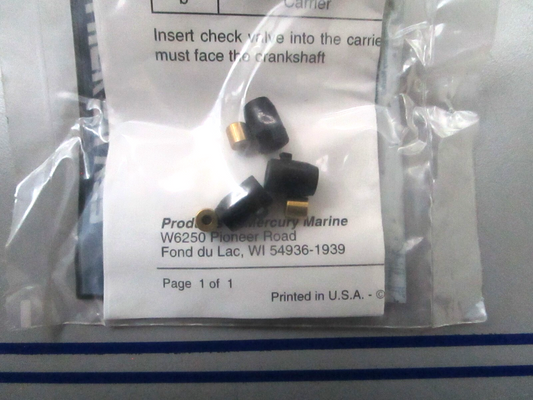 b Carrier
Insert check valve into the carrie
must face the crankshaft
Mercury Marine
W6250 Pioneer Road
Fond du Lac, WI 54936-1939
Page 1 of 1
Printed in U.S.A. - ©